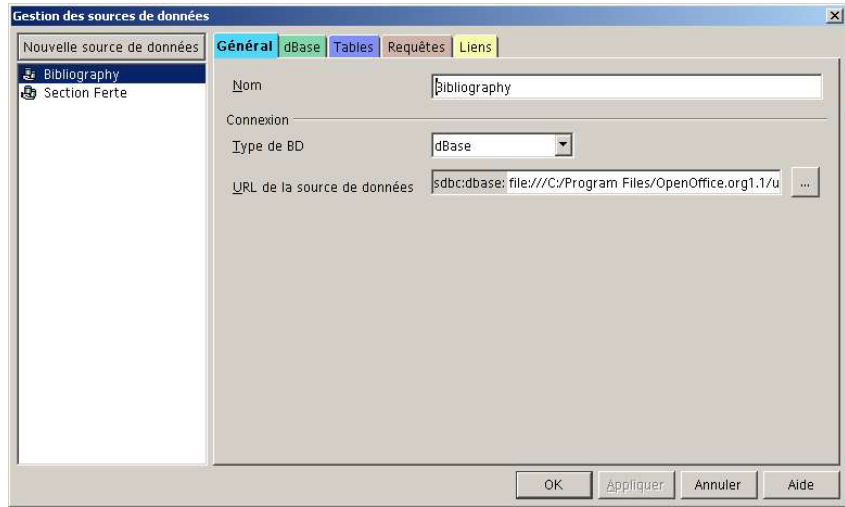 Gestion des sources de données
Nouvelle source de données
Bibliography
Section Ferte
Général dBase Tables Requêtes Liens
Nom Bibliography
Connexion
Type de BD dBase
URL de la source de données sdbc:dbase: file:///C:/Program Files/OpenOffice.org1.1/u ...
OK Appliquer Annuler Aide